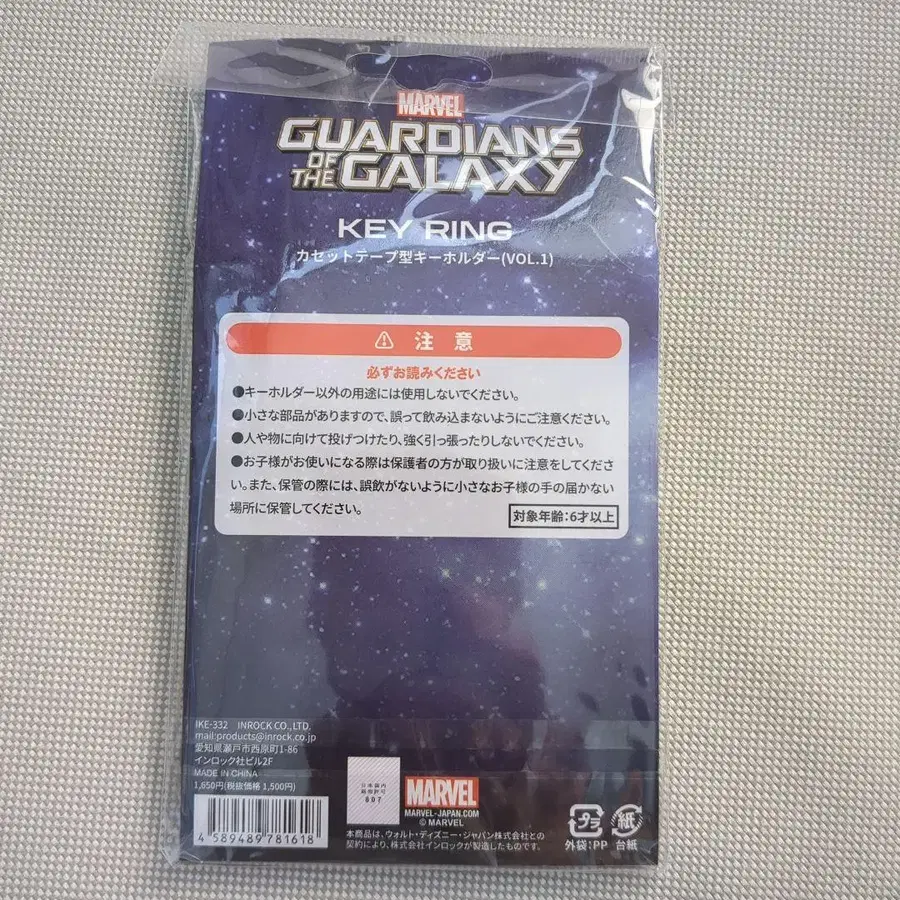 MARVEL
GUARDIANS
OF THE GALAXY
KEY RING
カセットテープ型キーホルダー(VOL.1)
注 意
必ずお読みください
●キーホルダー以外の用途には使用しないでください。
●小さな部品がありますので、誤って飲み込まないようにご注意ください。
●人や物に向けて投げつけたり、強く引っ張ったりしないでください。
●お子様がお使いになる際は保護者の方が取り扱いに注意をしてくださ
い。また、保管の際には、誤飲がないように小さなお子様の手の届かない
場所に保管してください。
対象年齢:6才以上
IKE-332 INROCK CO.,LTD.
mail:products@inrock.co.jp
愛知県瀬戸市西原町1-86
インロック社ビル2F
MADE IN CHINA
1,650円(税抜価格 1,500円)
4 589489 781618
日本国内
607
MARVEL
MARVEL-JAPAN.COM
© MARVEL
本商品は、ウォルト・ディズニー・ジャパン株式会社との
契約により、株式会社インロックが製造したものです。
プラ
外袋:PP
紙
台紙